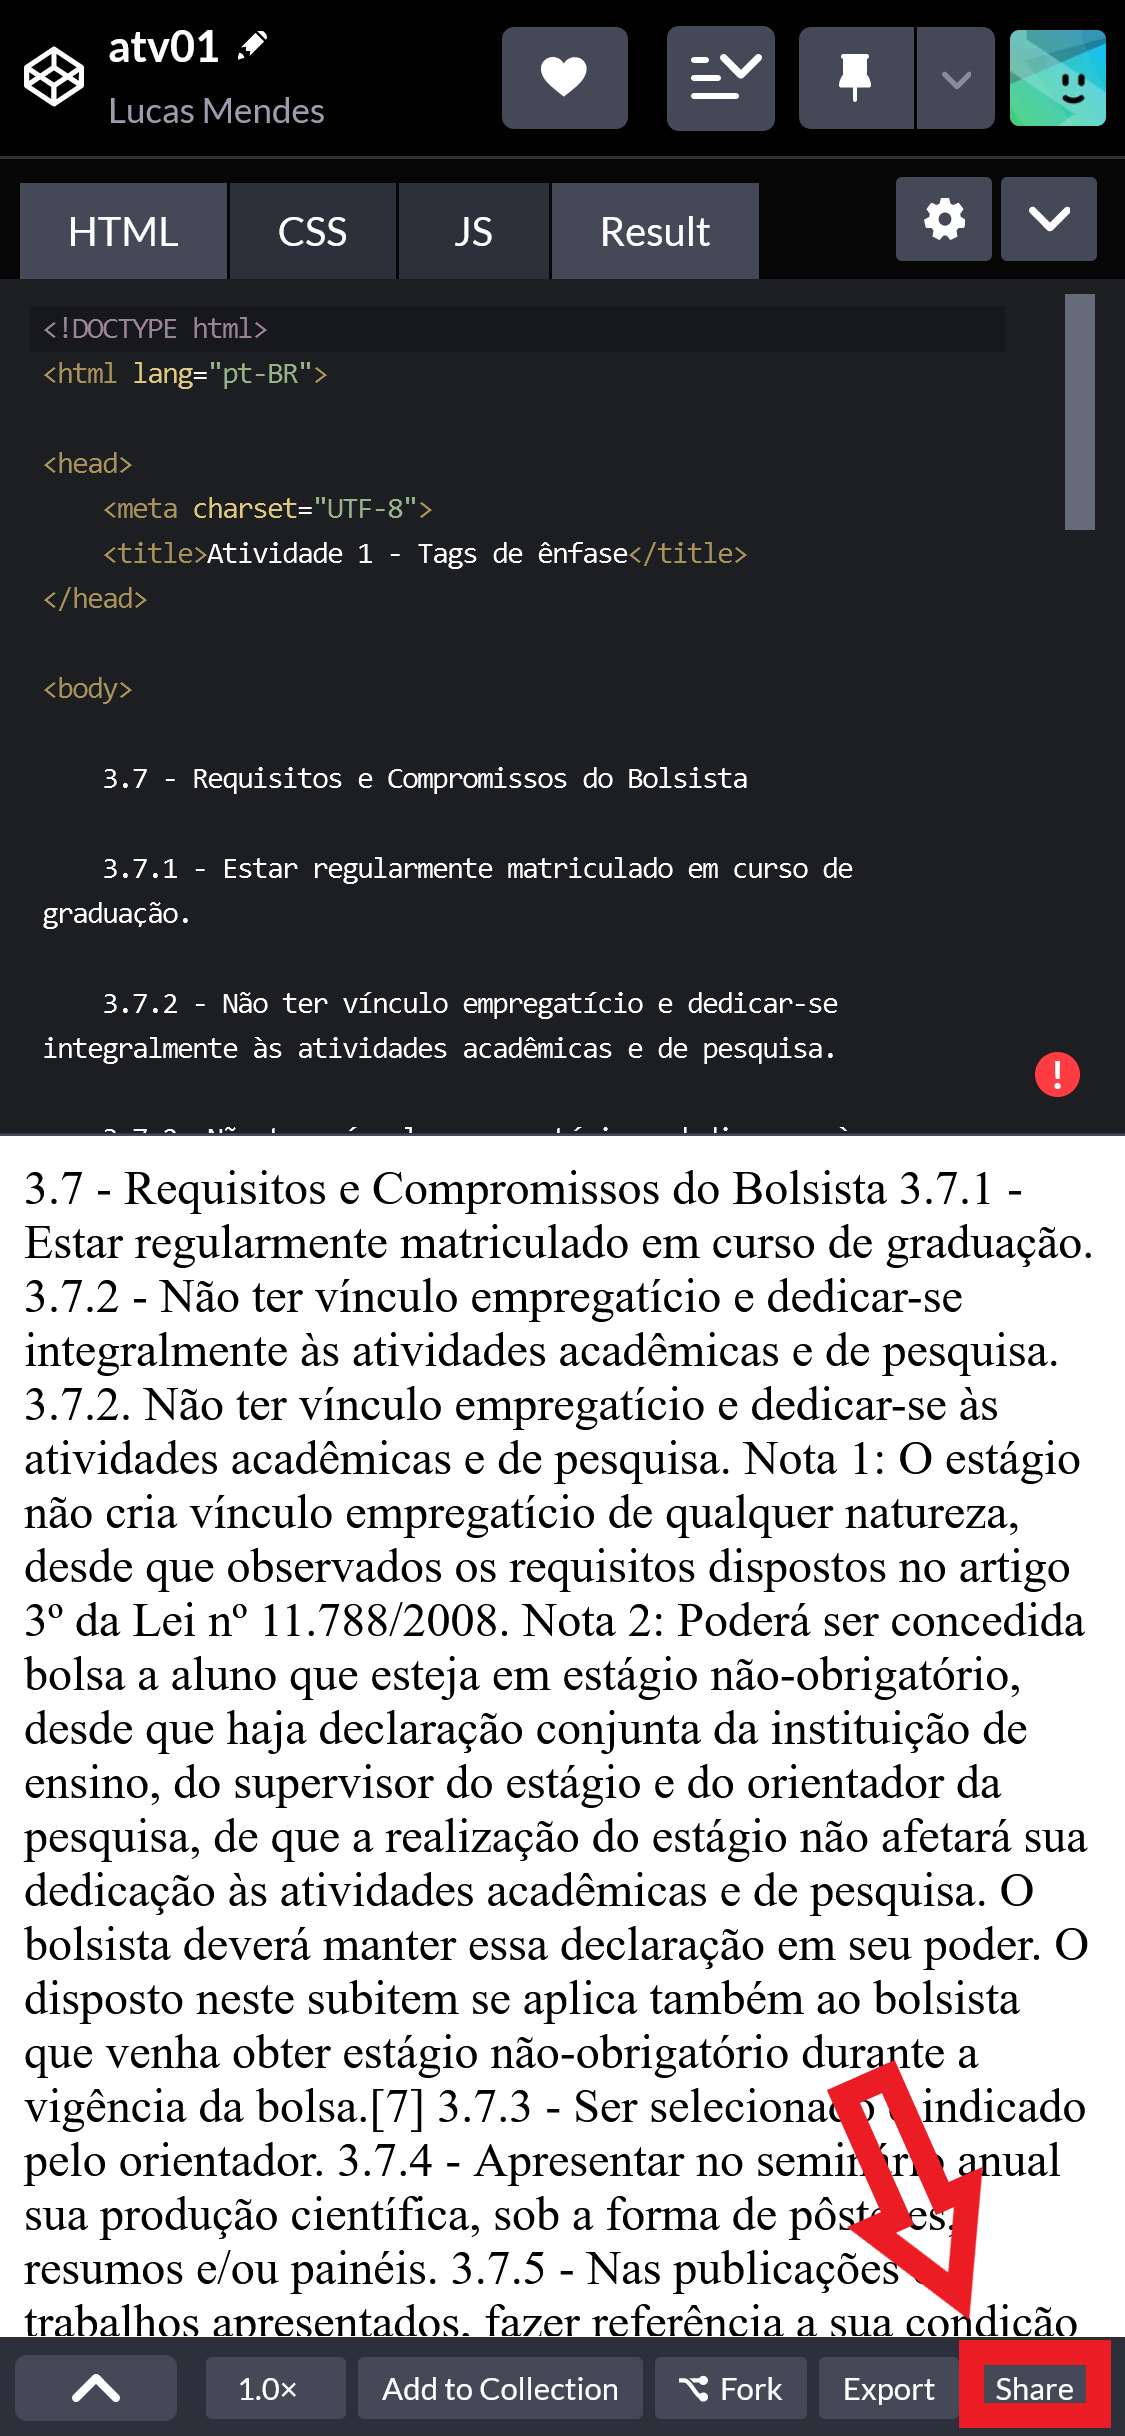 atv01
Lucas Mendes
HTML CSS JS Result
<!DOCTYPE html>
<html lang="pt-BR">
<head>
<meta charset="UTF-8">
<title>Atividade 1 - Tags de ênfase</title>
</head>
<body>
3.7 - Requisitos e Compromissos do Bolsista
3.7.1 - Estar regularmente matriculado em curso de
graduação.
3.7.2 - Não ter vínculo empregatício e dedicar-se
integralmente às atividades acadêmicas e de pesquisa.
3.7 - Requisitos e Compromissos do Bolsista 3.7.1 -
Estar regularmente matriculado em curso de graduação.
3.7.2 - Não ter vínculo empregatício e dedicar-se
integralmente às atividades acadêmicas e de pesquisa.
3.7.2. Não ter vínculo empregatício e dedicar-se às
atividades acadêmicas e de pesquisa. Nota 1: O estágio
não cria vínculo empregatício de qualquer natureza,
desde que observados os requisitos dispostos no artigo
3º da Lei nº 11.788/2008. Nota 2: Poderá ser concedida
bolsa a aluno que esteja em estágio não-obrigatório,
desde que haja declaração conjunta da instituição de
ensino, do supervisor do estágio e do orientador da
pesquisa, de que a realização do estágio não afetará sua
dedicação às atividades acadêmicas e de pesquisa. O
bolsista deverá manter essa declaração em seu poder. O
disposto neste subitem se aplica também ao bolsista
que venha obter estágio não-obrigatório durante a
vigência da bolsa.[7] 3.7.3 - Ser selecionado e indicado
pelo orientador. 3.7.4 - Apresentar no seminário anual
sua produção científica, sob a forma de pôsteres,
resumos e/ou painéis. 3.7.5 - Nas publicações
trabalhos apresentados, fazer referência a sua condição
1.0× Add to Collection Fork Export Share